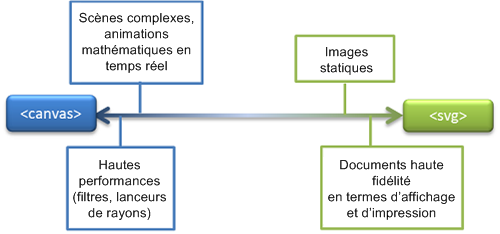 Scènes complexes,
animations
mathématiques en
temps réel
Images
statiques
<canvas>
<svg>
Hautes
performances
(filtres, lanceurs
de rayons)
Documents haute
fidélité
en termes d'affichage
et d'impression